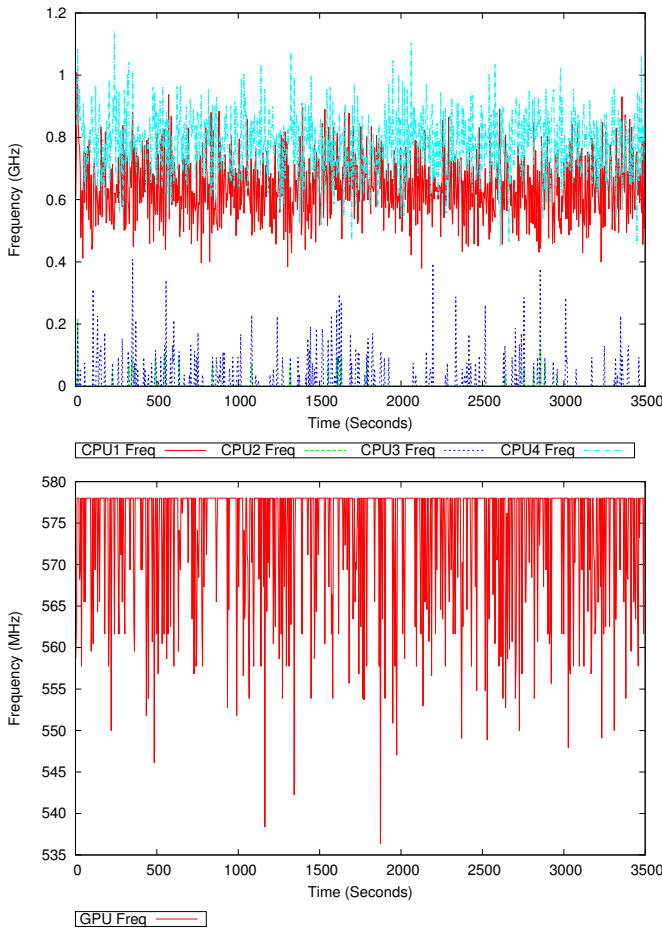 1.2
1
0.8
0.6
0.4
0.2
0
Frequency (GHz)
0 500 1000 1500 2000 2500 3000 3500
Time (Seconds)
CPU1 Freq CPU2 Freq CPU3 Freq CPU4 Freq
580
575
570
565
560
555
550
545
540
535
Frequency (MHz)
0 500 1000 1500 2000 2500 3000 3500
Time (Seconds)
GPU Freq